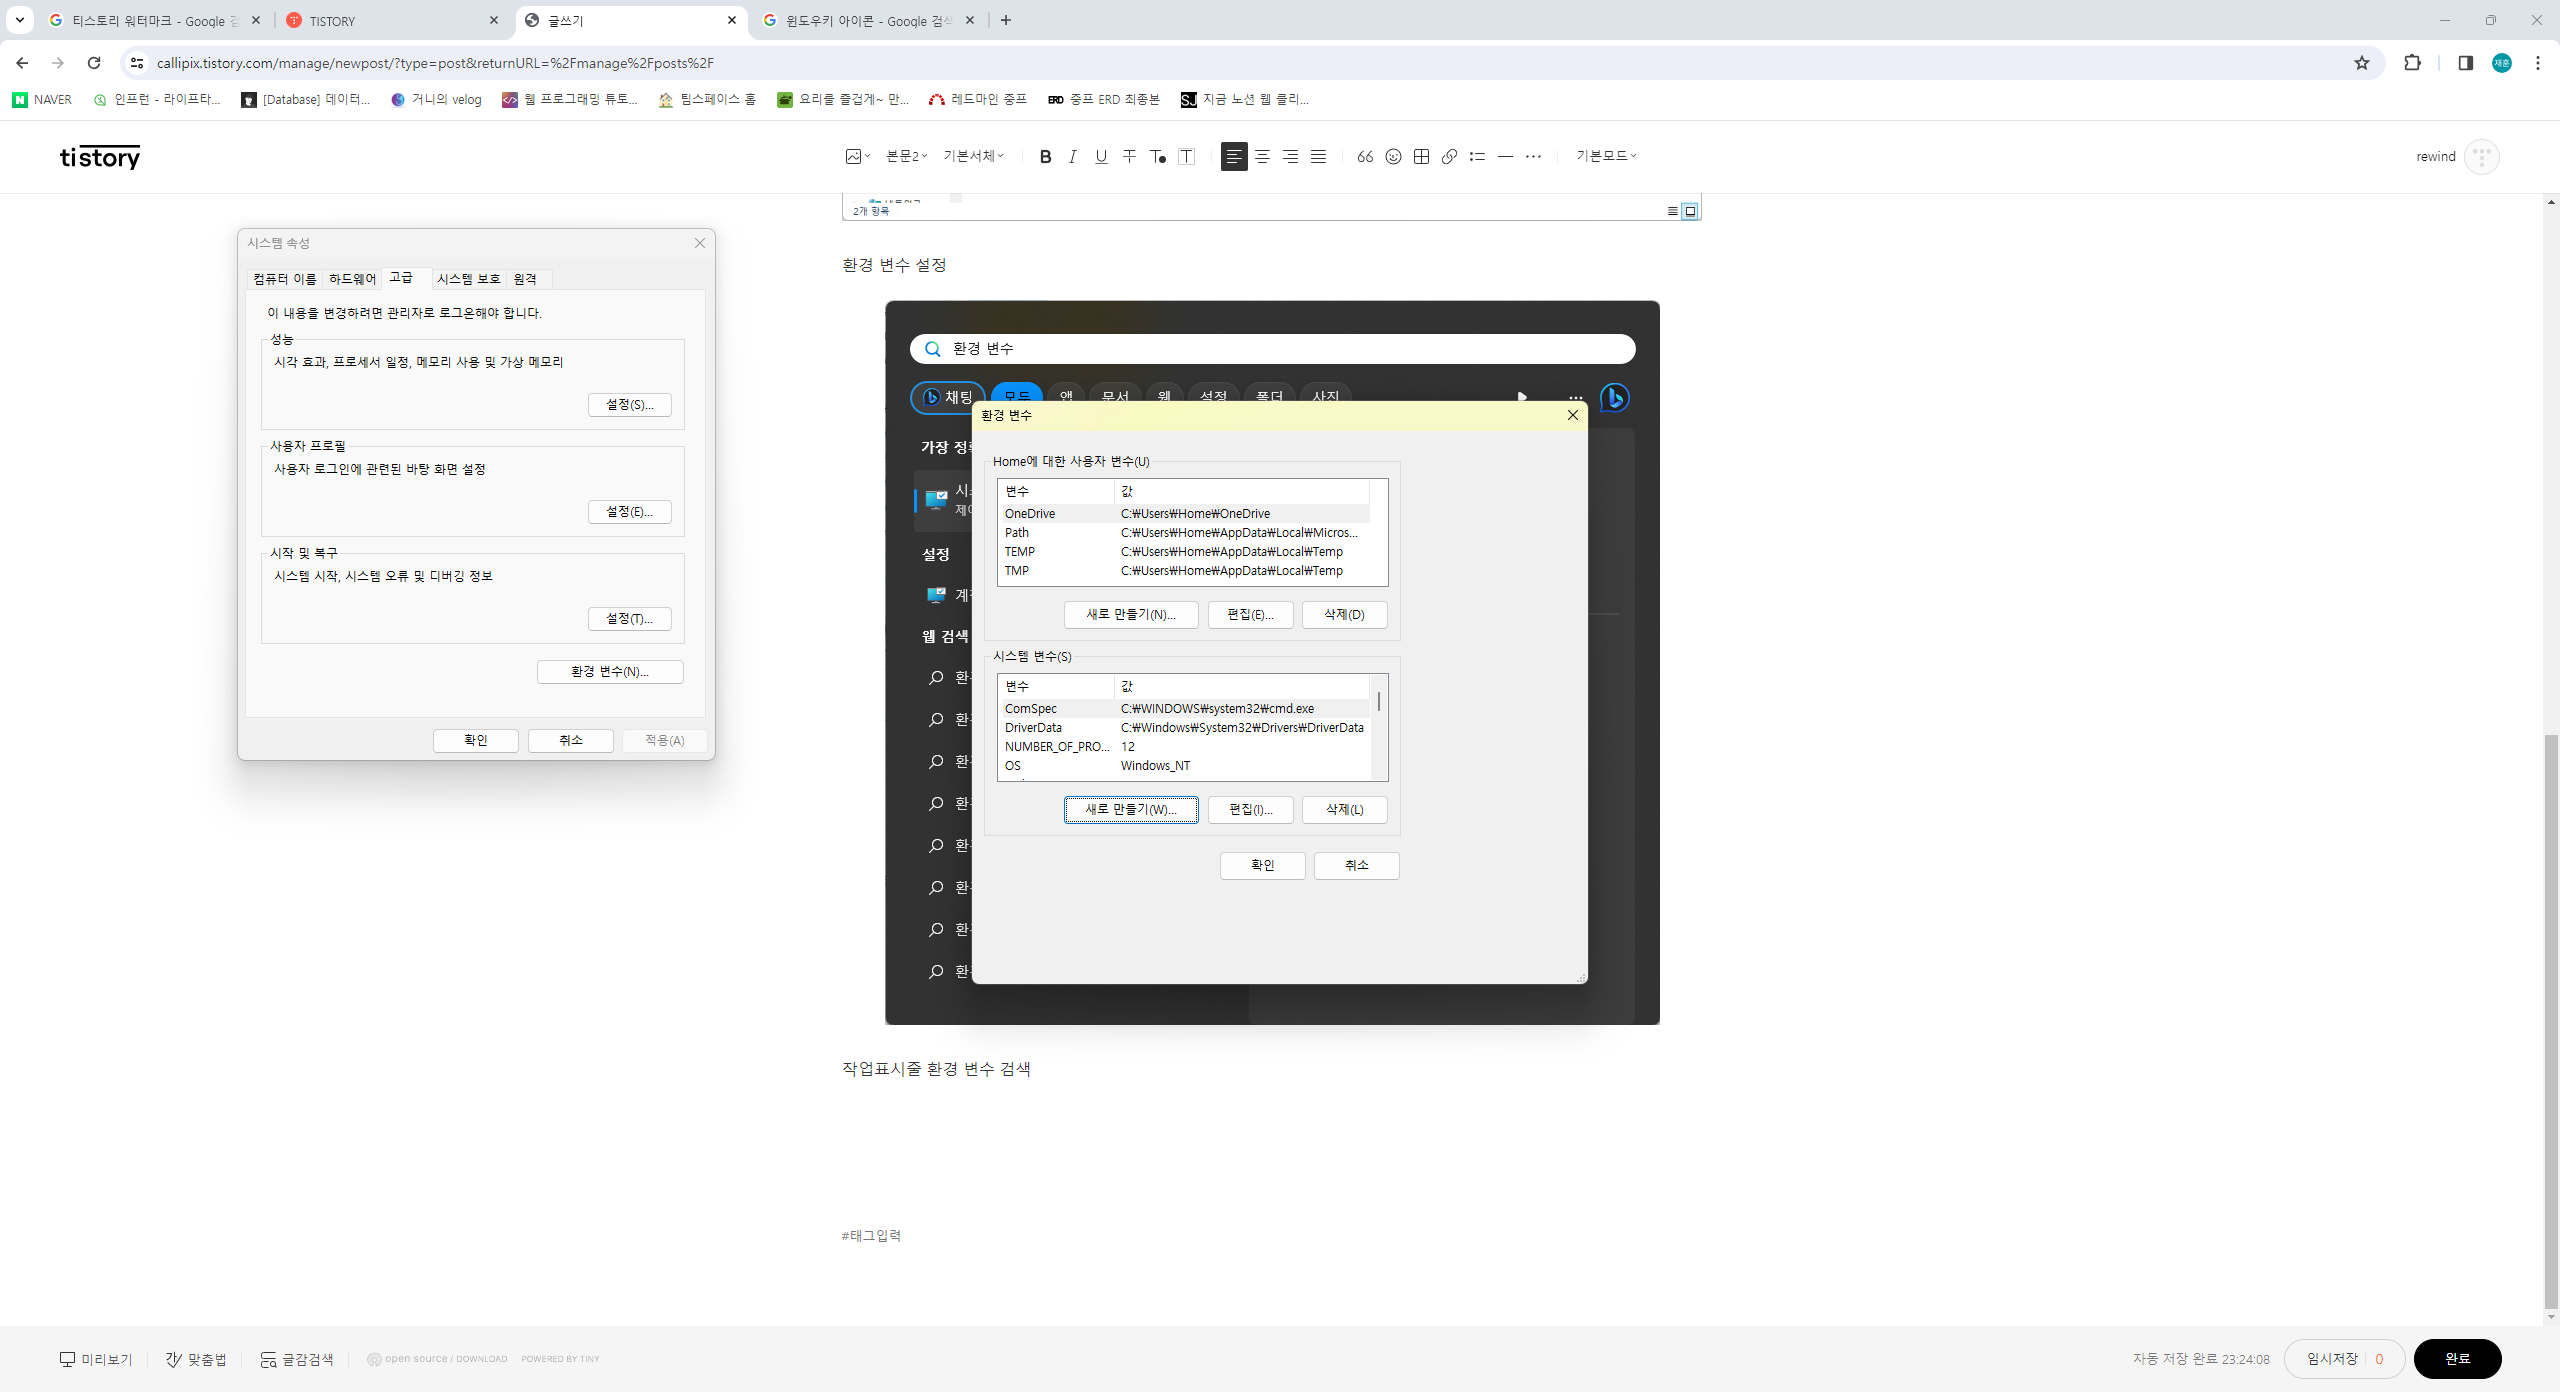 티스토리 워터마크 - Google 검
TISTORY
글쓰기
윈도우키 아이콘 - Google 검색
callipix.tistory.com/manage/newpost/?type=post&returnURL=%2Fmanage%2Fposts%2F
재훈
NAVER
인프런 - 라이프타...
[Database] 데이터...
거니의 velog
웹 프로그래밍 튜토...
팀스페이스 홈
요리를 즐겁게~ 만...
레드마인 중프
ERD 중프 ERD 최종본
SJ 지금 노션 웹 클리...
tistory
본문2
기본서체
기본모드
rewind
2개 항목
환경 변수 설정
시스템 속성
컴퓨터 이름 하드웨어 고급 시스템 보호 원격
이 내용을 변경하려면 관리자로 로그온해야 합니다.
성능
시각 효과, 프로세서 일정, 메모리 사용 및 가상 메모리
설정(S)...
사용자 프로필
사용자 로그인에 관련된 바탕 화면 설정
설정(E)...
시작 및 복구
시스템 시작, 시스템 오류 및 디버깅 정보
설정(T)...
환경 변수(N)...
확인 취소 적용(A)
환경 변수
채팅 모두 앱 문서 웹 설정 폴더 사진
가장 정확
설정
웹 검색
환경 변수
Home에 대한 사용자 변수(U)
변수 값
OneDrive C:₩Users₩Home₩OneDrive
Path C:₩Users₩Home₩AppData₩Local₩Micros...
TEMP C:₩Users₩Home₩AppData₩Local₩Temp
TMP C:₩Users₩Home₩AppData₩Local₩Temp
새로 만들기(N)... 편집(E)... 삭제(D)
시스템 변수(S)
변수 값
ComSpec C:₩WINDOWS₩system32₩cmd.exe
DriverData C:₩Windows₩System32₩Drivers₩DriverData
NUMBER_OF_PRO... 12
OS Windows_NT
새로 만들기(W)... 편집(I)... 삭제(L)
확인 취소
작업표시줄 환경 변수 검색
#태그입력
미리보기
맞춤법
글감검색
open source / DOWNLOAD POWERED BY TINY
자동 저장 완료 23:24:08
임시저장 0
완료